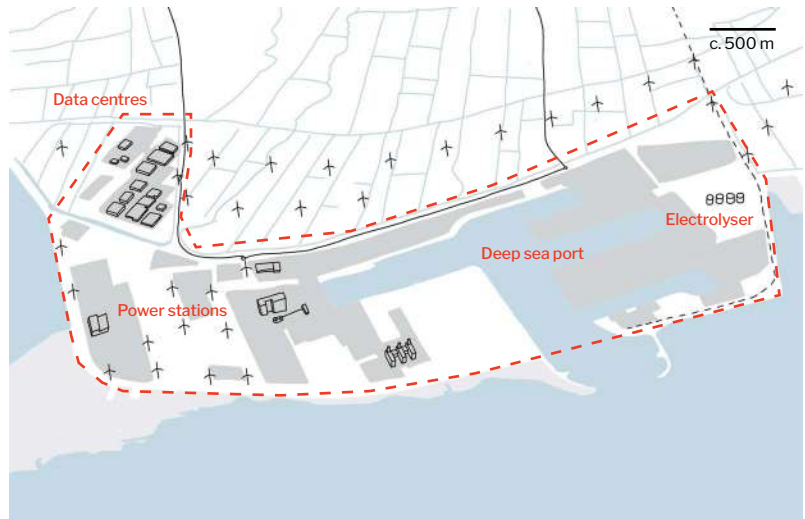 c. 500 m
Data centres
Electrolyser
Deep sea port
Power stations